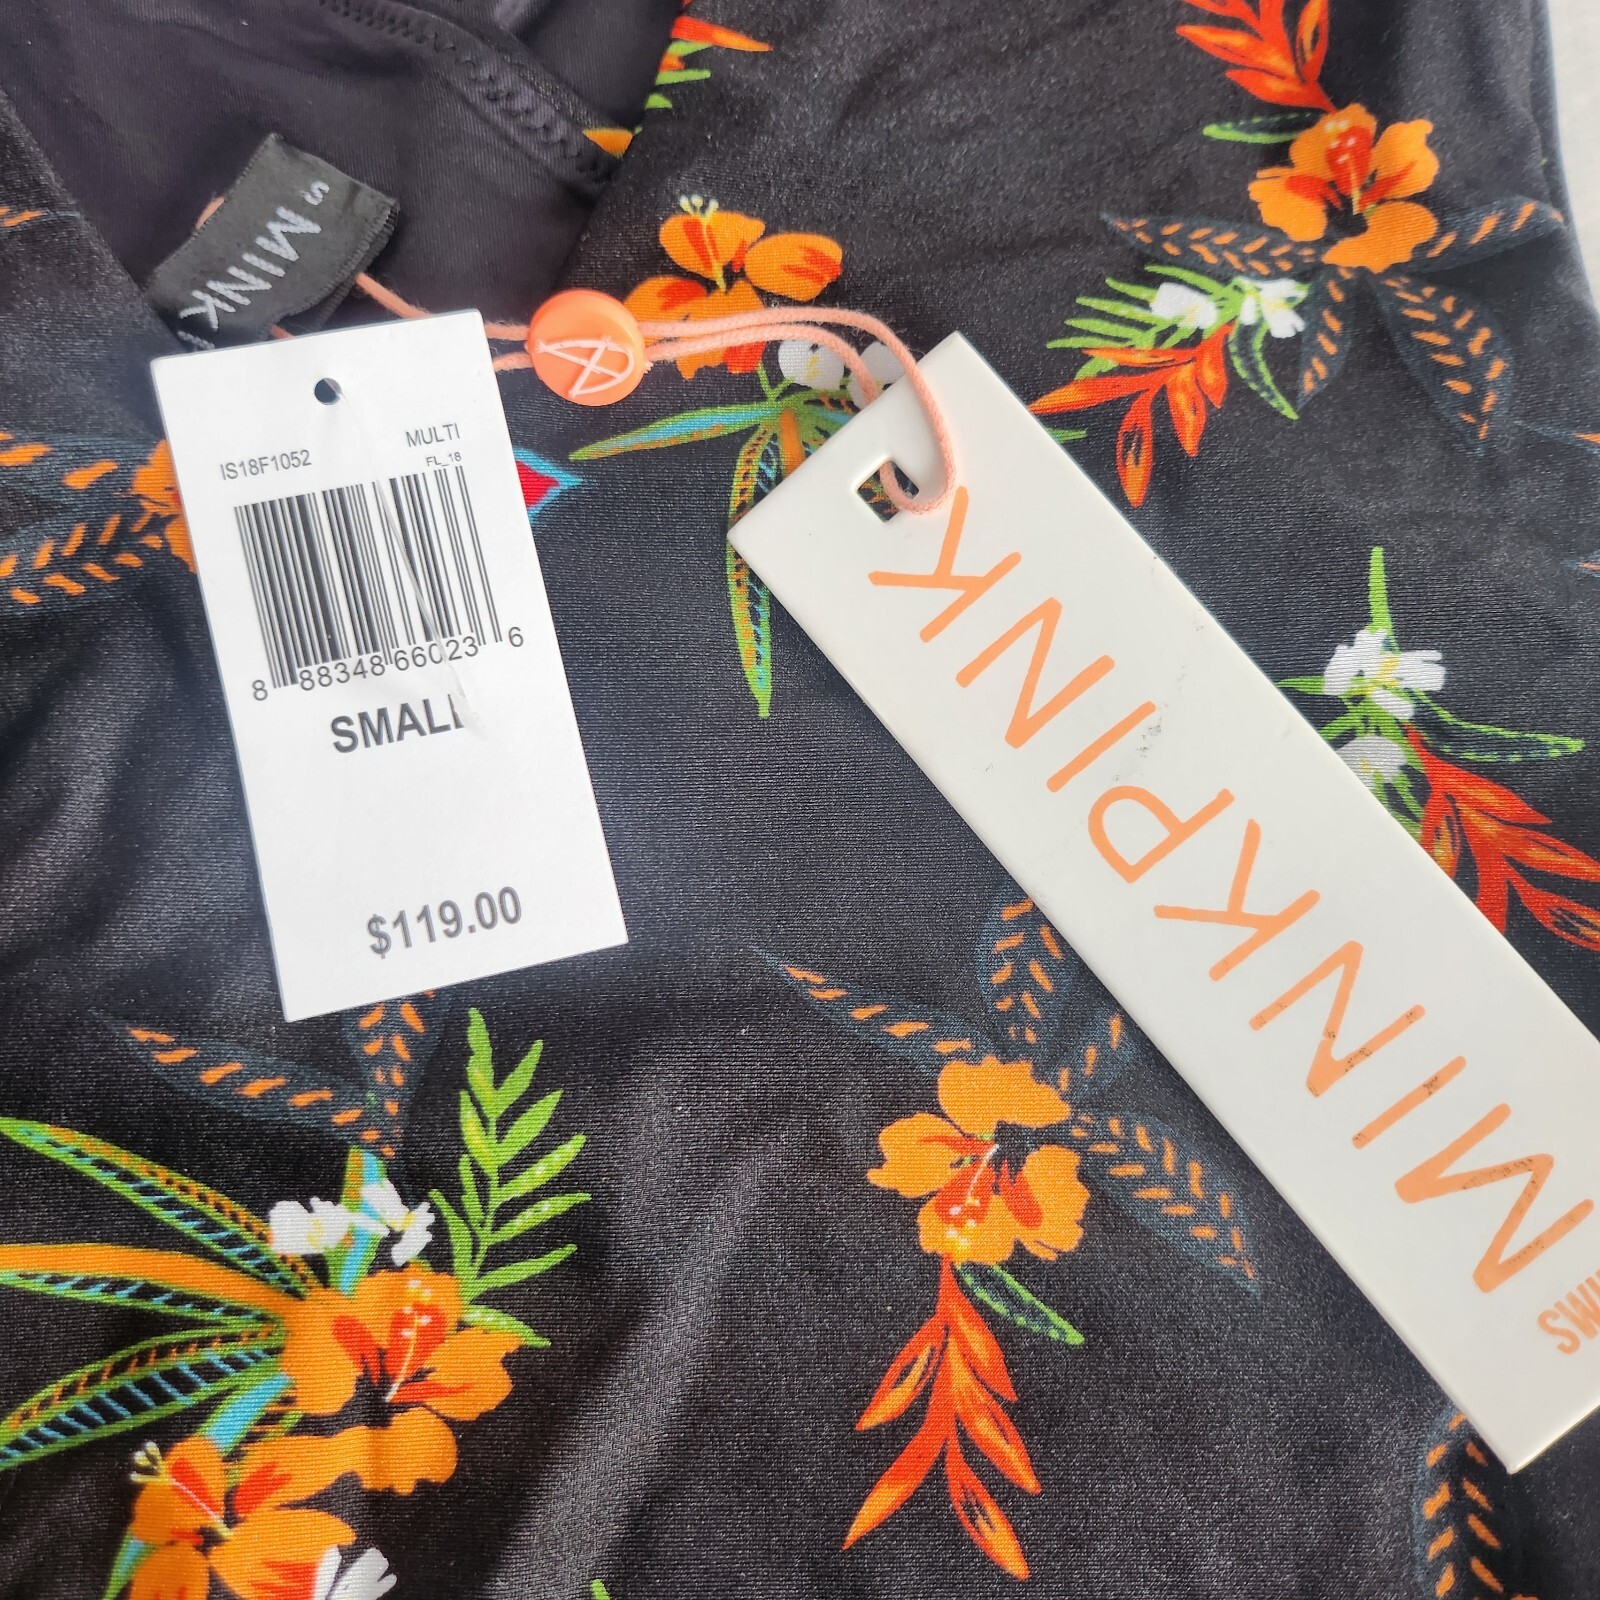 MINK
S
MULTI
IS18F1052
FL_18
8 88348 66023 6
SMALL
$119.00
MINKPINK